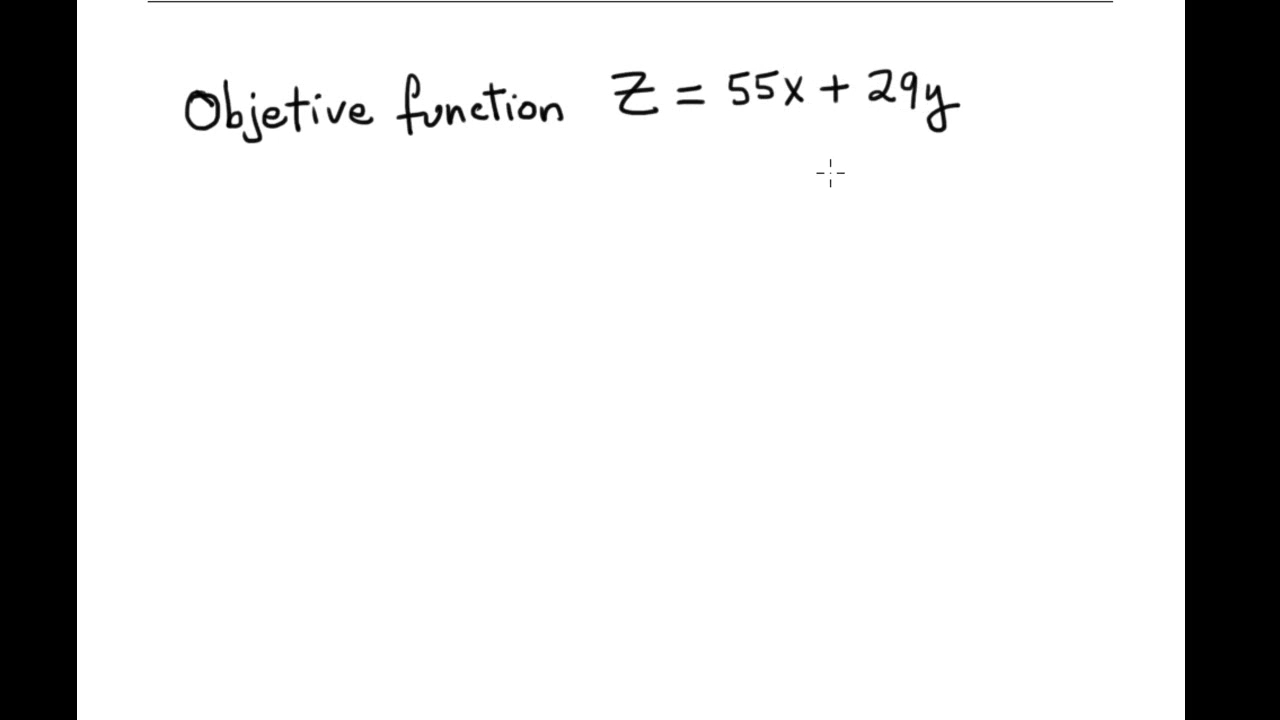 Objetive function Z = 55x + 29y